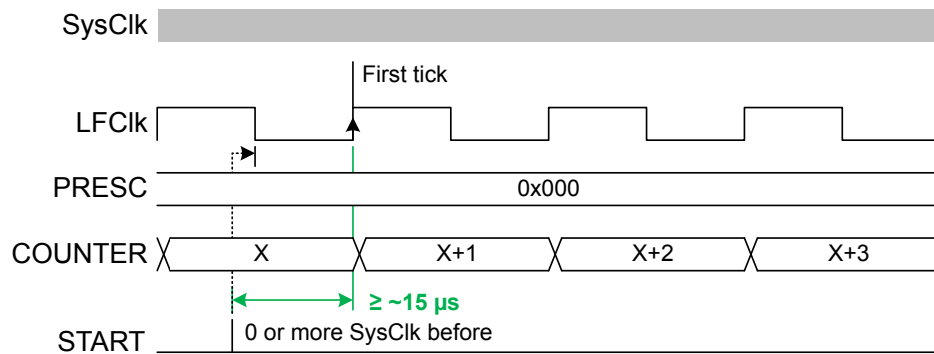 SysClk
First tick
LFClk
PRESC
0x000
COUNTER
X
X+1
X+2
X+3
≥ ~15 µs
0 or more SysClk before
START